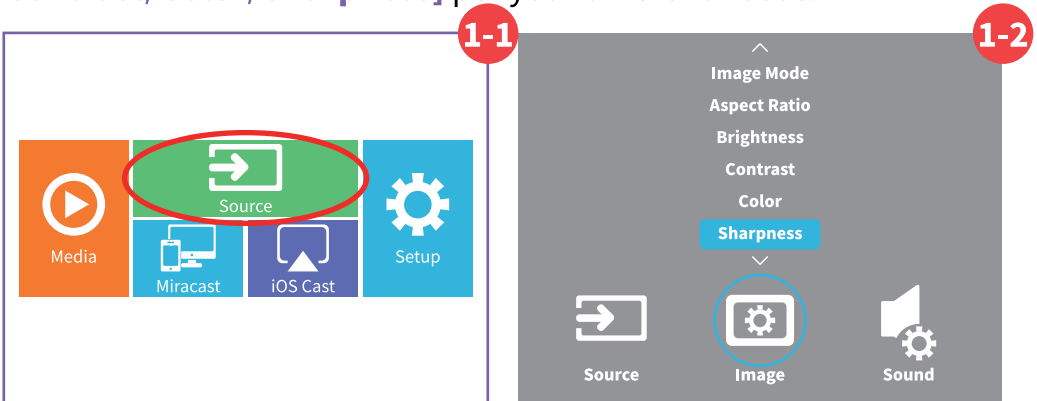 1-1
Media
Source
Miracast
iOS Cast
Setup
1-2
Image Mode
Aspect Ratio
Brightness
Contrast
Color
Sharpness
Source
Image
Sound